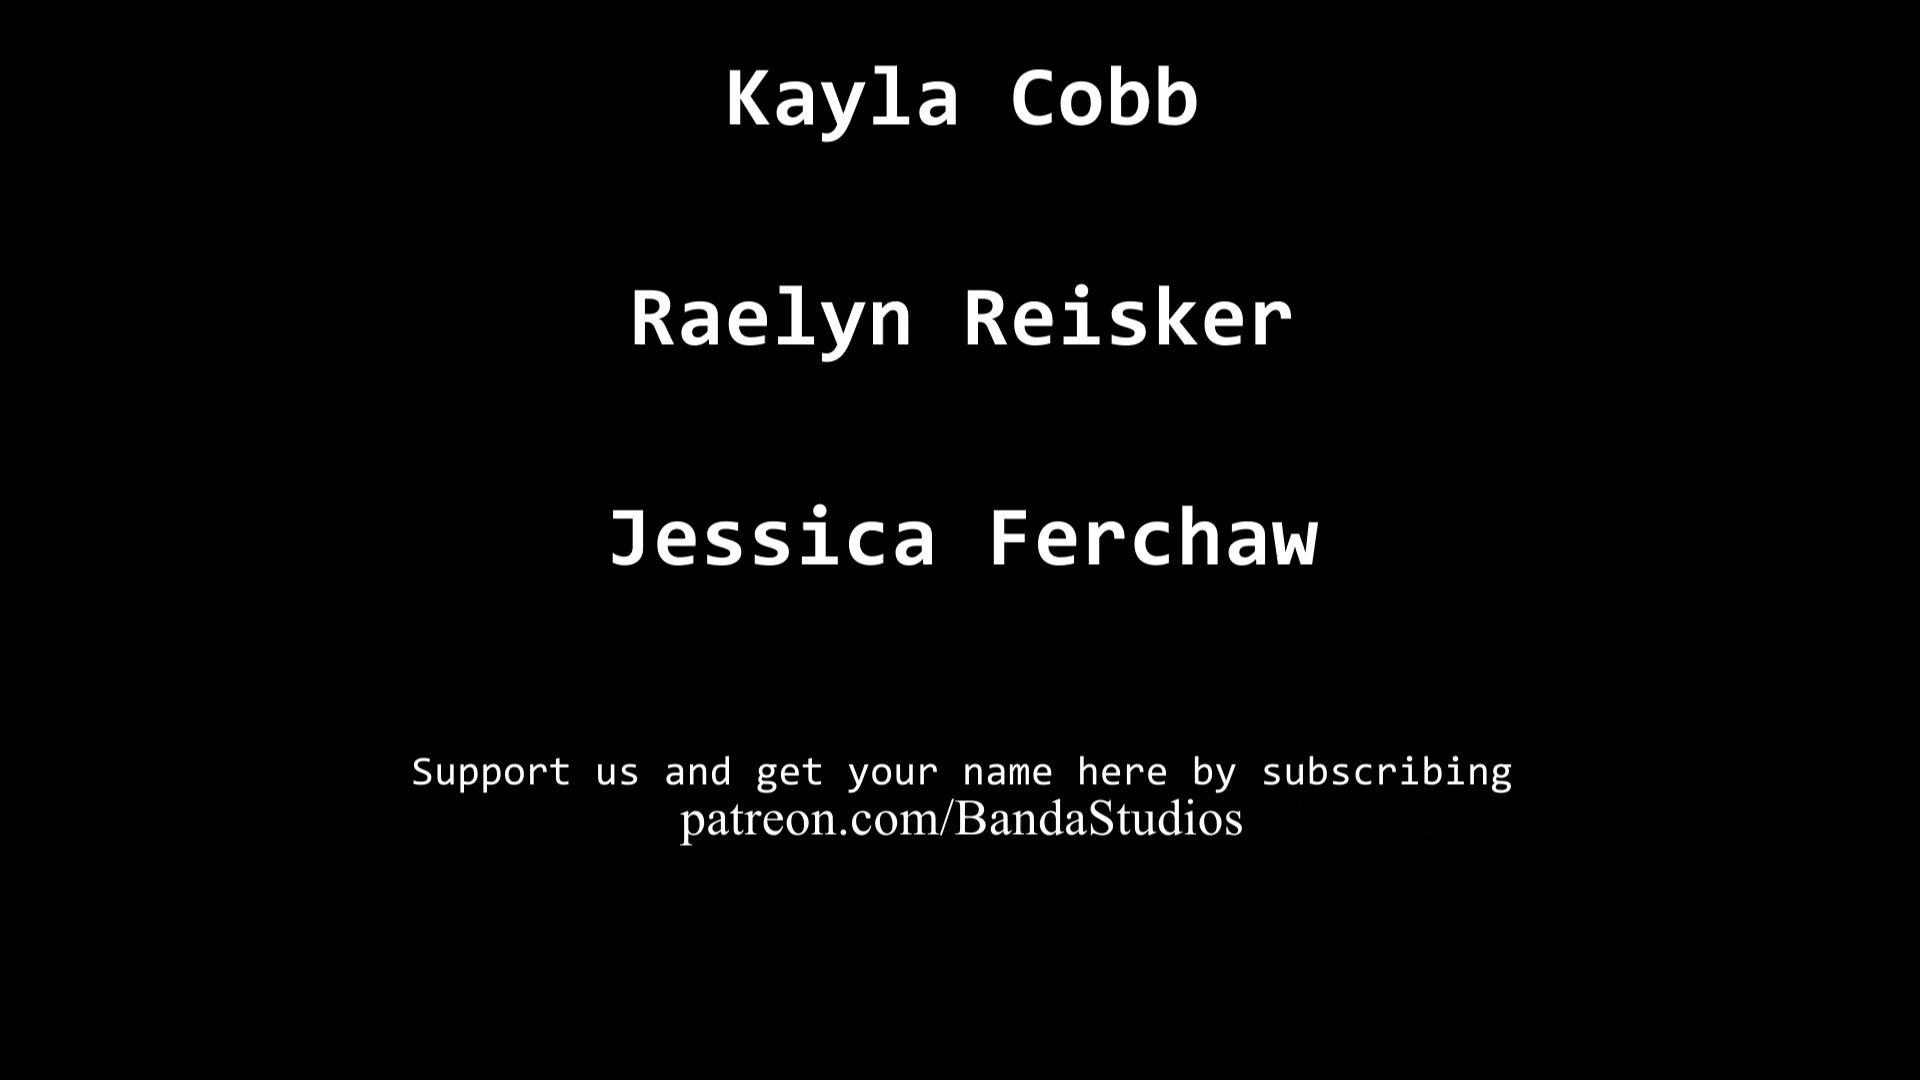 Kayla Cobb
Raelyn Reisker
Jessica Ferchaw
Support us and get your name here by subscribing
patreon.com/BandaStudios